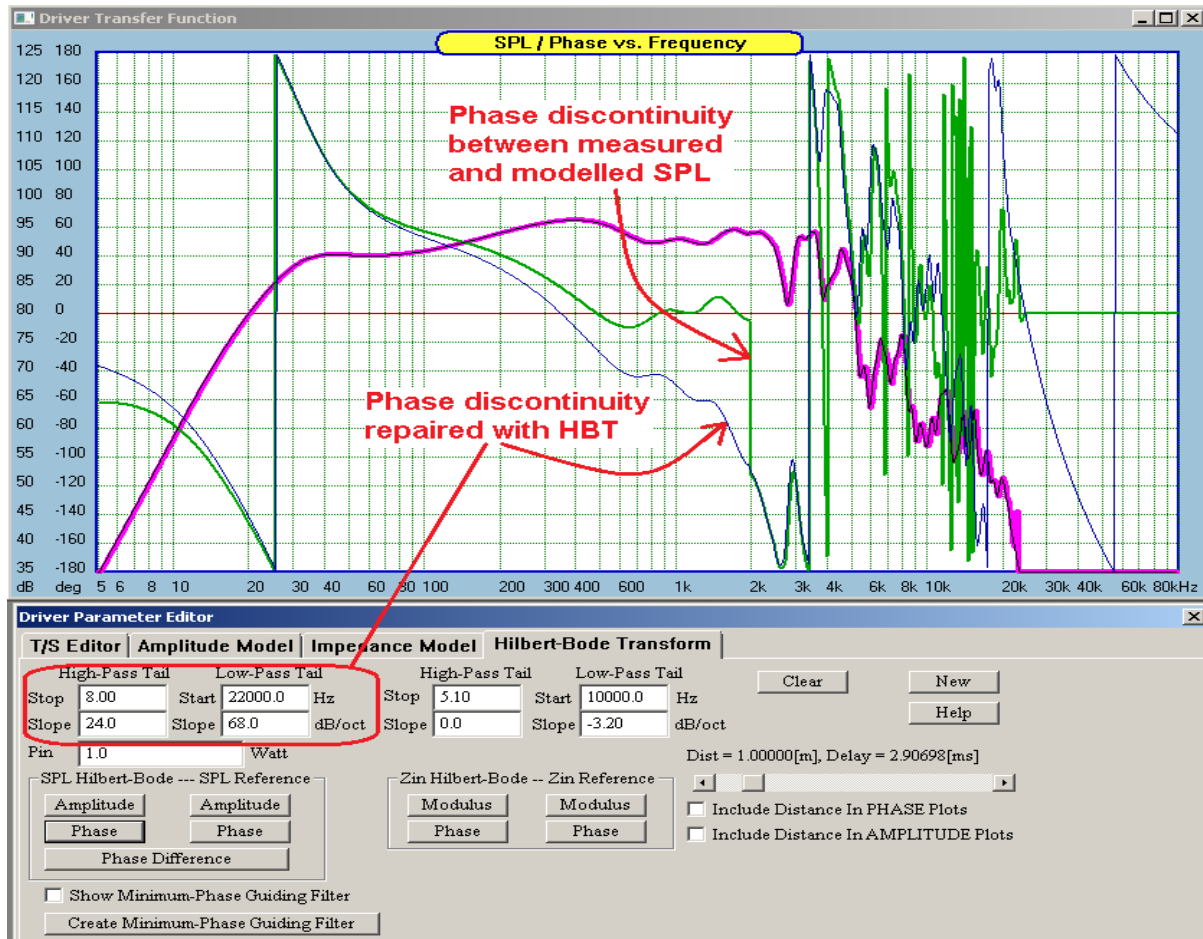 Driver Transfer Function
SPL / Phase vs. Frequency
125 180
120 160
115 140
110 120
105 100
100 80
95 60
90 40
85 20
80 0
75 -20
70 -40
65 -60
60 -80
55 -100
50 -120
45 -140
40 -160
35 -180
Phase discontinuity
between measured
and modelled SPL
Phase discontinuity
repaired with HBT
dB deg 5 6 8 10 20 30 40 60 80 100 200 300 400 600 1k 2k 3k 4k 6k 8k 10k 20k 30k 40k 60k 80kHz
Driver Parameter Editor
T/S Editor Amplitude Model Impedance Model Hilbert-Bode Transform
High-Pass Tail Low-Pass Tail High-Pass Tail Low-Pass Tail Clear New
Stop 8.00 Start 22000.0 Hz Stop 5.10 Start 10000.0 Hz
Slope 24.0 Slope 68.0 dB/oct Slope 0.0 Slope -3.20 dB/oct Help
Pin 1.0 Watt Dist = 1.00000[m], Delay = 2.90698[ms]
SPL Hilbert-Bode --- SPL Reference Zin Hilbert-Bode -- Zin Reference
Amplitude Amplitude Modulus Modulus Include Distance In PHASE Plots
Phase Phase Phase Phase Include Distance In AMPLITUDE Plots
Phase Difference
Show Minimum-Phase Guiding Filter
Create Minimum-Phase Guiding Filter